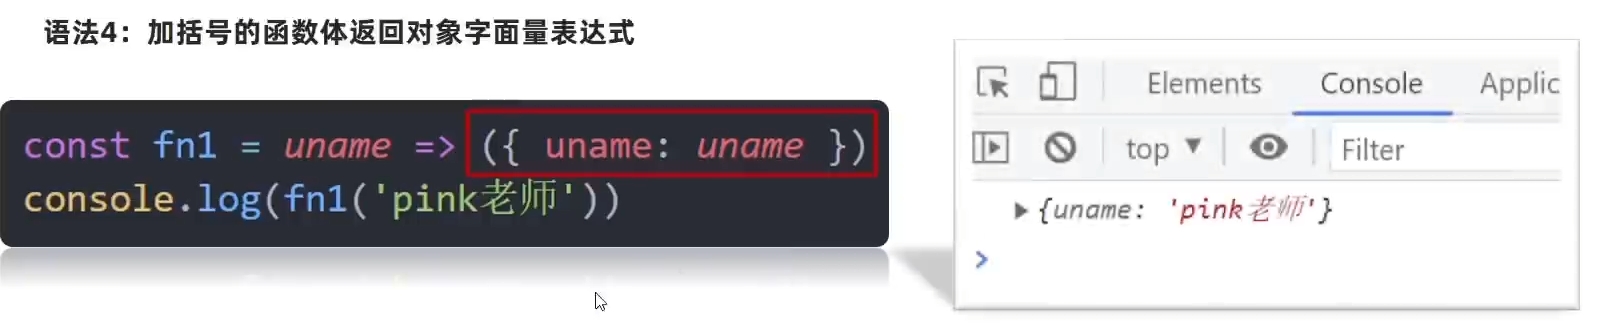 语法4：加括号的函数体返回对象字面量表达式
const fn1 = uname => ({ uname: uname })
console.log(fn1('pink老师'))
Elements Console Applic
top ▼ Filter
▶ {uname: 'pink老师'}
>